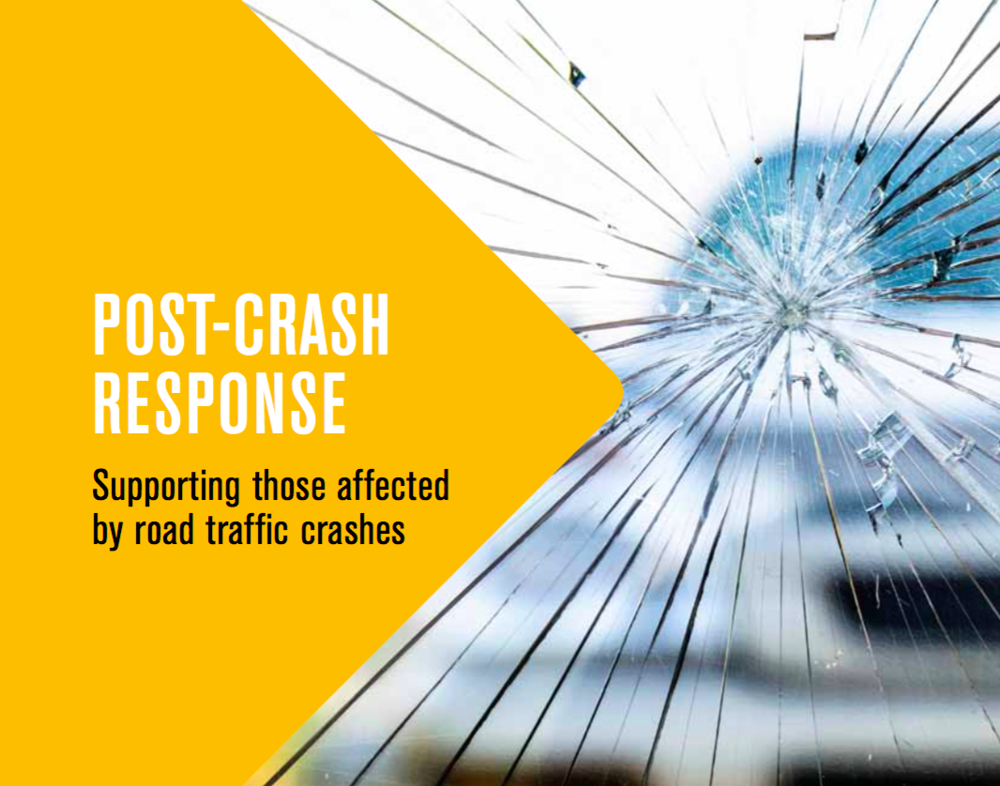 POST-CRASH
RESPONSE
Supporting those affected
by road traffic crashes